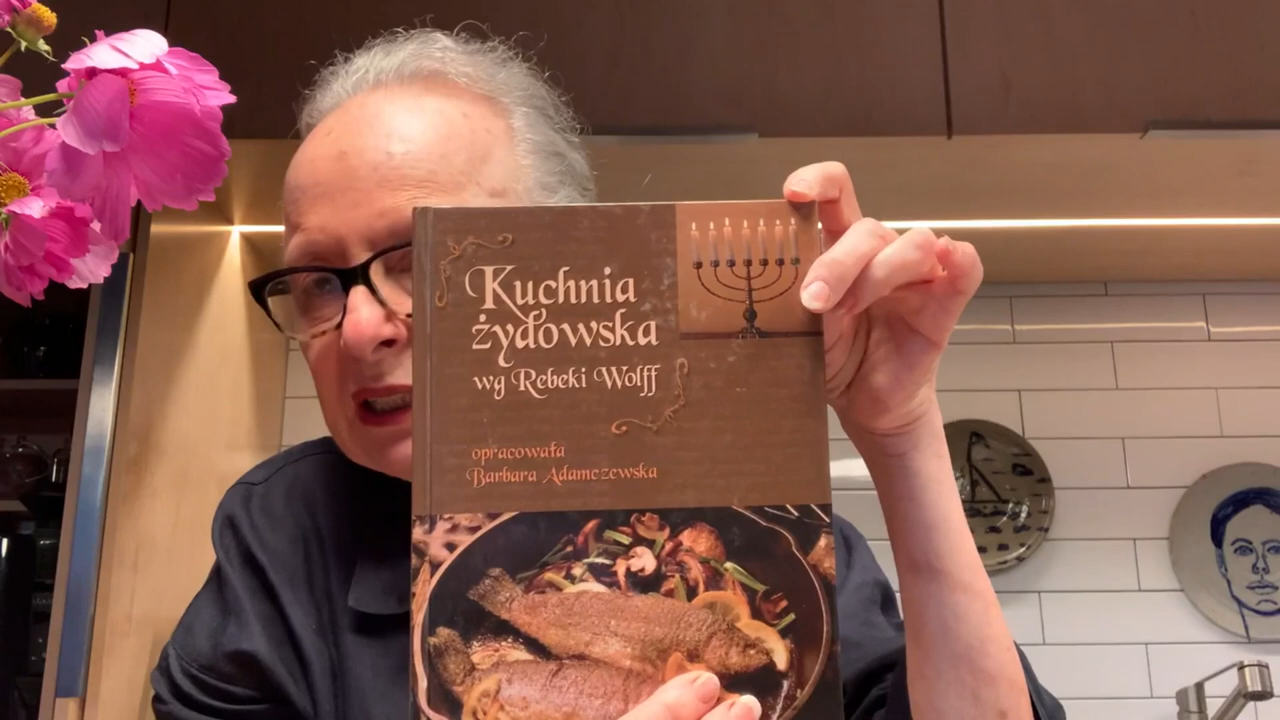 Kuchnia
żydowska
wg Rebeki Wolff
opracowała
Barbara Adamczewska